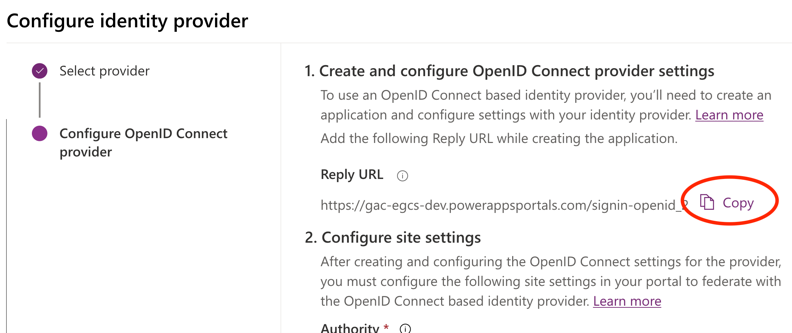 Configure identity provider
Select provider
Configure OpenID Connect
provider
1. Create and configure OpenID Connect provider settings
To use an OpenID Connect based identity provider, you’ll need to create an
application and configure settings with your identity provider. Learn more
Add the following Reply URL while creating the application.
Reply URL
https://gac-egcs-dev.powerappsportals.com/signin-openid_2 Copy
2. Configure site settings
After creating and configuring the OpenID Connect settings for the provider,
you must configure the following site settings in your portal to federate with
the OpenID Connect based identity provider. Learn more
Authority *